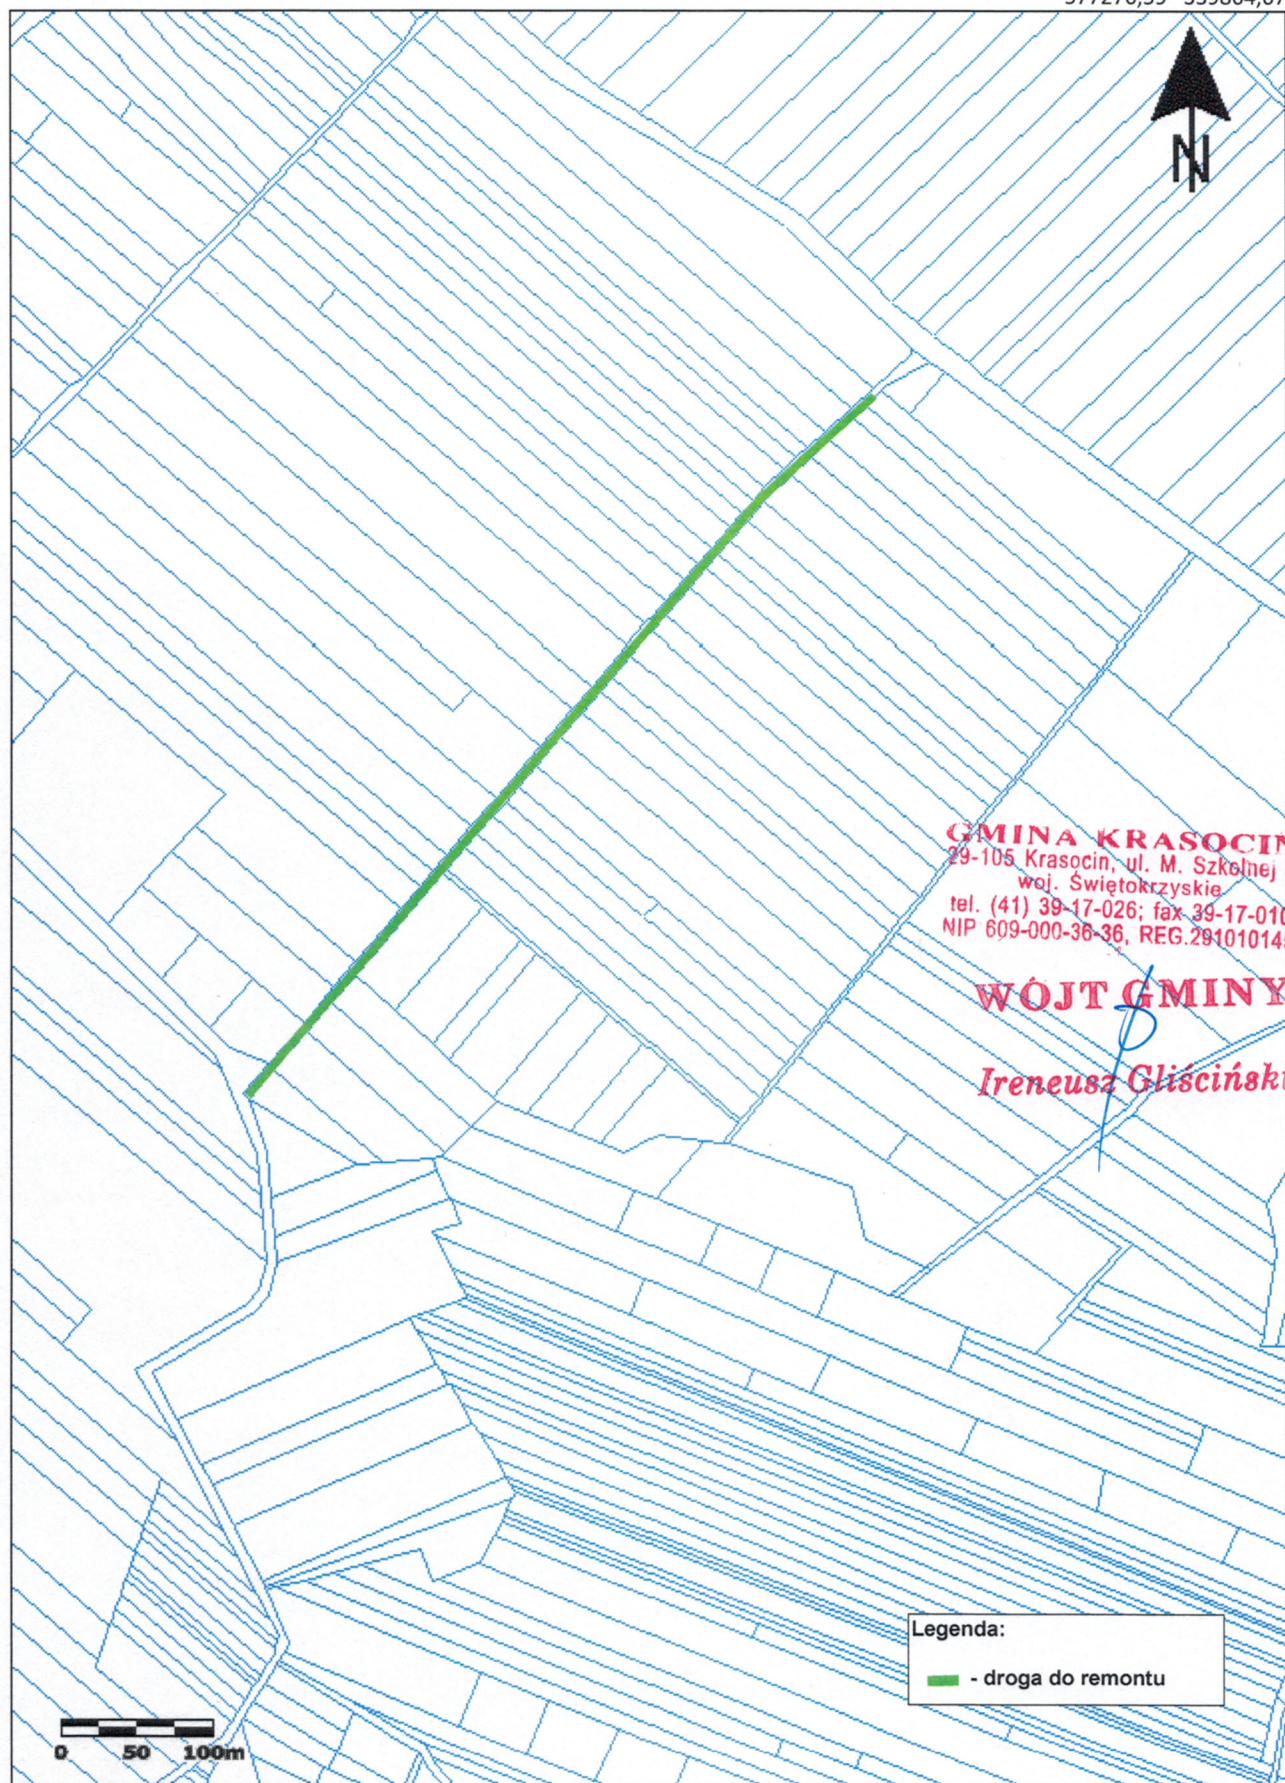 N
GMINA KRASOCIN
29-105 Krasocin, ul. M. Szkolnej
woj. Świętokrzyskie
tel. (41) 39-17-026; fax 39-17-010
NIP 609-000-36-36, REG.29101014
WÓJT GMINY
Ireneusz Gliściński
Legenda:
- droga do remontu
0 50 100m